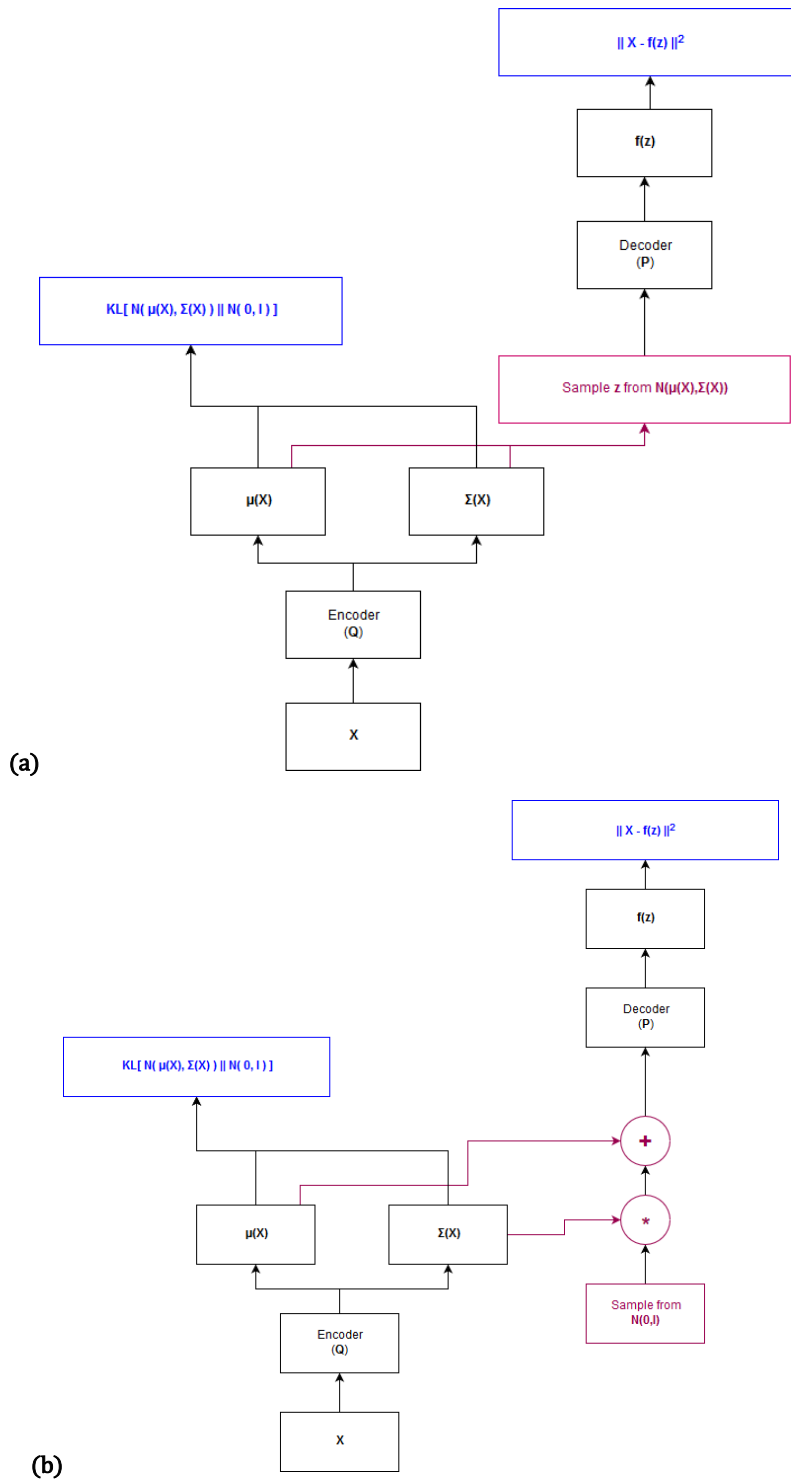 || X - f(z) ||²
f(z)
Decoder
(P)
KL[ N( μ(X), Σ(X) ) || N( 0, I ) ]
Sample z from N(μ(X),Σ(X))
μ(X)
Σ(X)
Encoder
(Q)
X
(a)
|| X - f(z) ||²
f(z)
Decoder
(P)
KL[ N( μ(X), Σ(X) ) || N( 0, I ) ]
+
μ(X)
Σ(X)
*
Sample from
N(0,I)
Encoder
(Q)
X
(b)